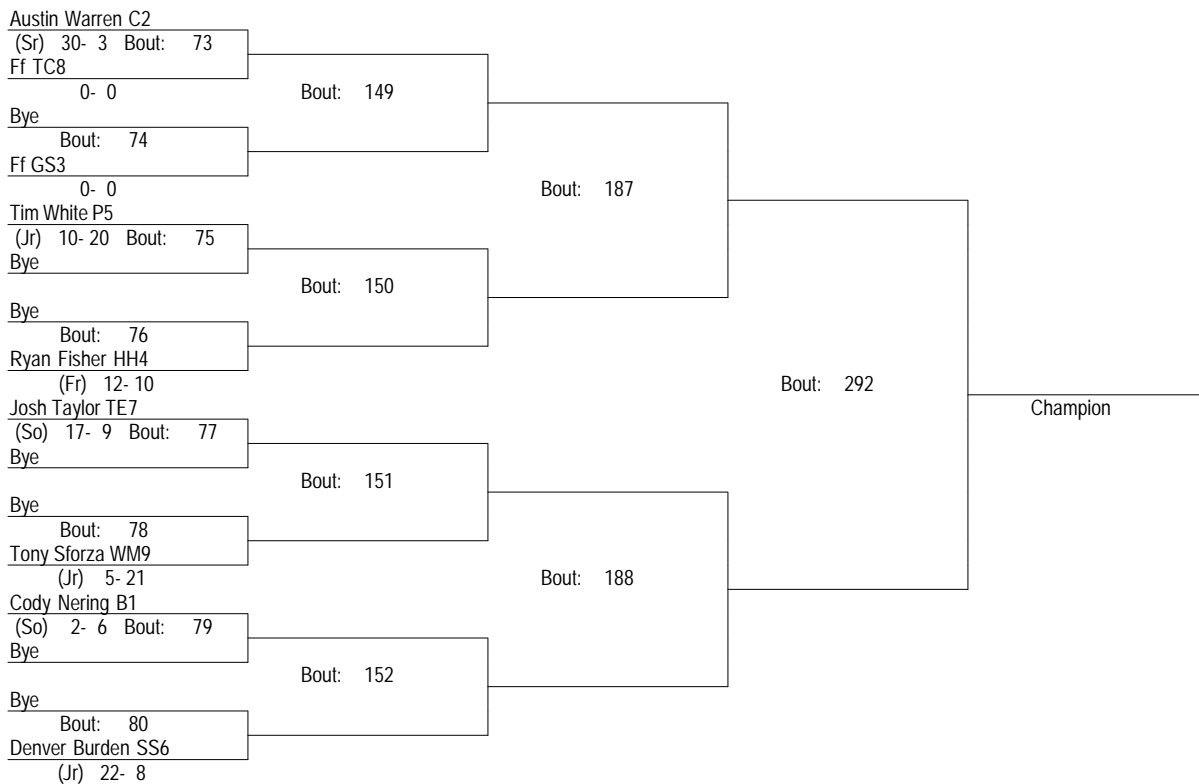 Austin Warren C2
(Sr) 30- 3 Bout: 73
Ff TC8
0- 0
Bout: 149
Bye
Bout: 74
Ff GS3
0- 0
Bout: 187
Tim White P5
(Jr) 10- 20 Bout: 75
Bye
Bout: 150
Bye
Bout: 76
Ryan Fisher HH4
(Fr) 12- 10
Bout: 292
Champion
Josh Taylor TE7
(So) 17- 9 Bout: 77
Bye
Bout: 151
Bye
Bout: 78
Tony Sforza WM9
(Jr) 5- 21
Bout: 188
Cody Nering B1
(So) 2- 6 Bout: 79
Bye
Bout: 152
Bye
Bout: 80
Denver Burden SS6
(Jr) 22- 8